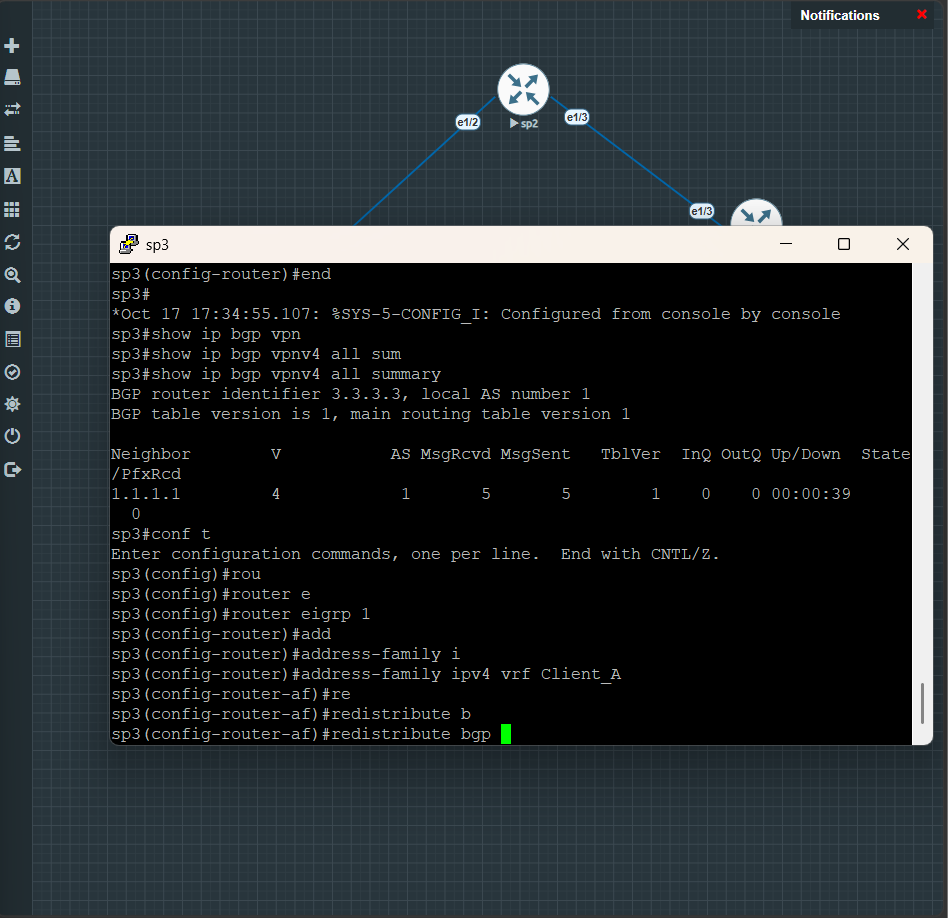 Notifications
e1/2
sp2
e1/3
e1/3
sp3
sp3(config-router)#end
sp3#
*Oct 17 17:34:55.107: %SYS-5-CONFIG_I: Configured from console by console
sp3#show ip bgp vpn
sp3#show ip bgp vpnv4 all sum
sp3#show ip bgp vpnv4 all summary
BGP router identifier 3.3.3.3, local AS number 1
BGP table version is 1, main routing table version 1
Neighbor        V           AS MsgRcvd MsgSent   TblVer  InQ OutQ Up/Down  State
/PfxRcd
1.1.1.1         4            1       5       5        1    0    0 00:00:39
  0
sp3#conf t
Enter configuration commands, one per line.  End with CNTL/Z.
sp3(config)#rou
sp3(config)#router e
sp3(config)#router eigrp 1
sp3(config-router)#add
sp3(config-router)#address-family i
sp3(config-router)#address-family ipv4 vrf Client_A
sp3(config-router-af)#re
sp3(config-router-af)#redistribute b
sp3(config-router-af)#redistribute bgp